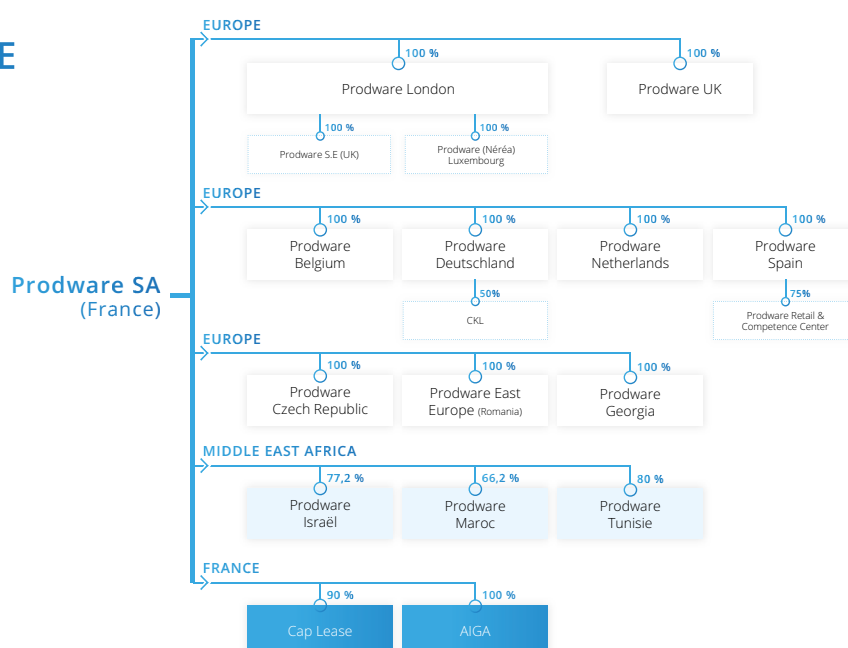 E
EUROPE
100 %
100 %
Prodware London
Prodware UK
100 %
100 %
Prodware S.E (UK)
Prodware (Néréa)
Luxembourg
EUROPE
100 %
100 %
100 %
100 %
Prodware
Belgium
Prodware
Deutschland
Prodware
Netherlands
Prodware
Spain
Prodware SA
(France)
50%
75%
CKL
Prodware Retail &
Competence Center
EUROPE
100 %
100 %
100 %
Prodware
Czech Republic
Prodware East
Europe (Romania)
Prodware
Georgia
MIDDLE EAST AFRICA
77,2 %
66,2 %
80 %
Prodware
Israël
Prodware
Maroc
Prodware
Tunisie
FRANCE
90 %
100 %
Cap Lease
AIGA